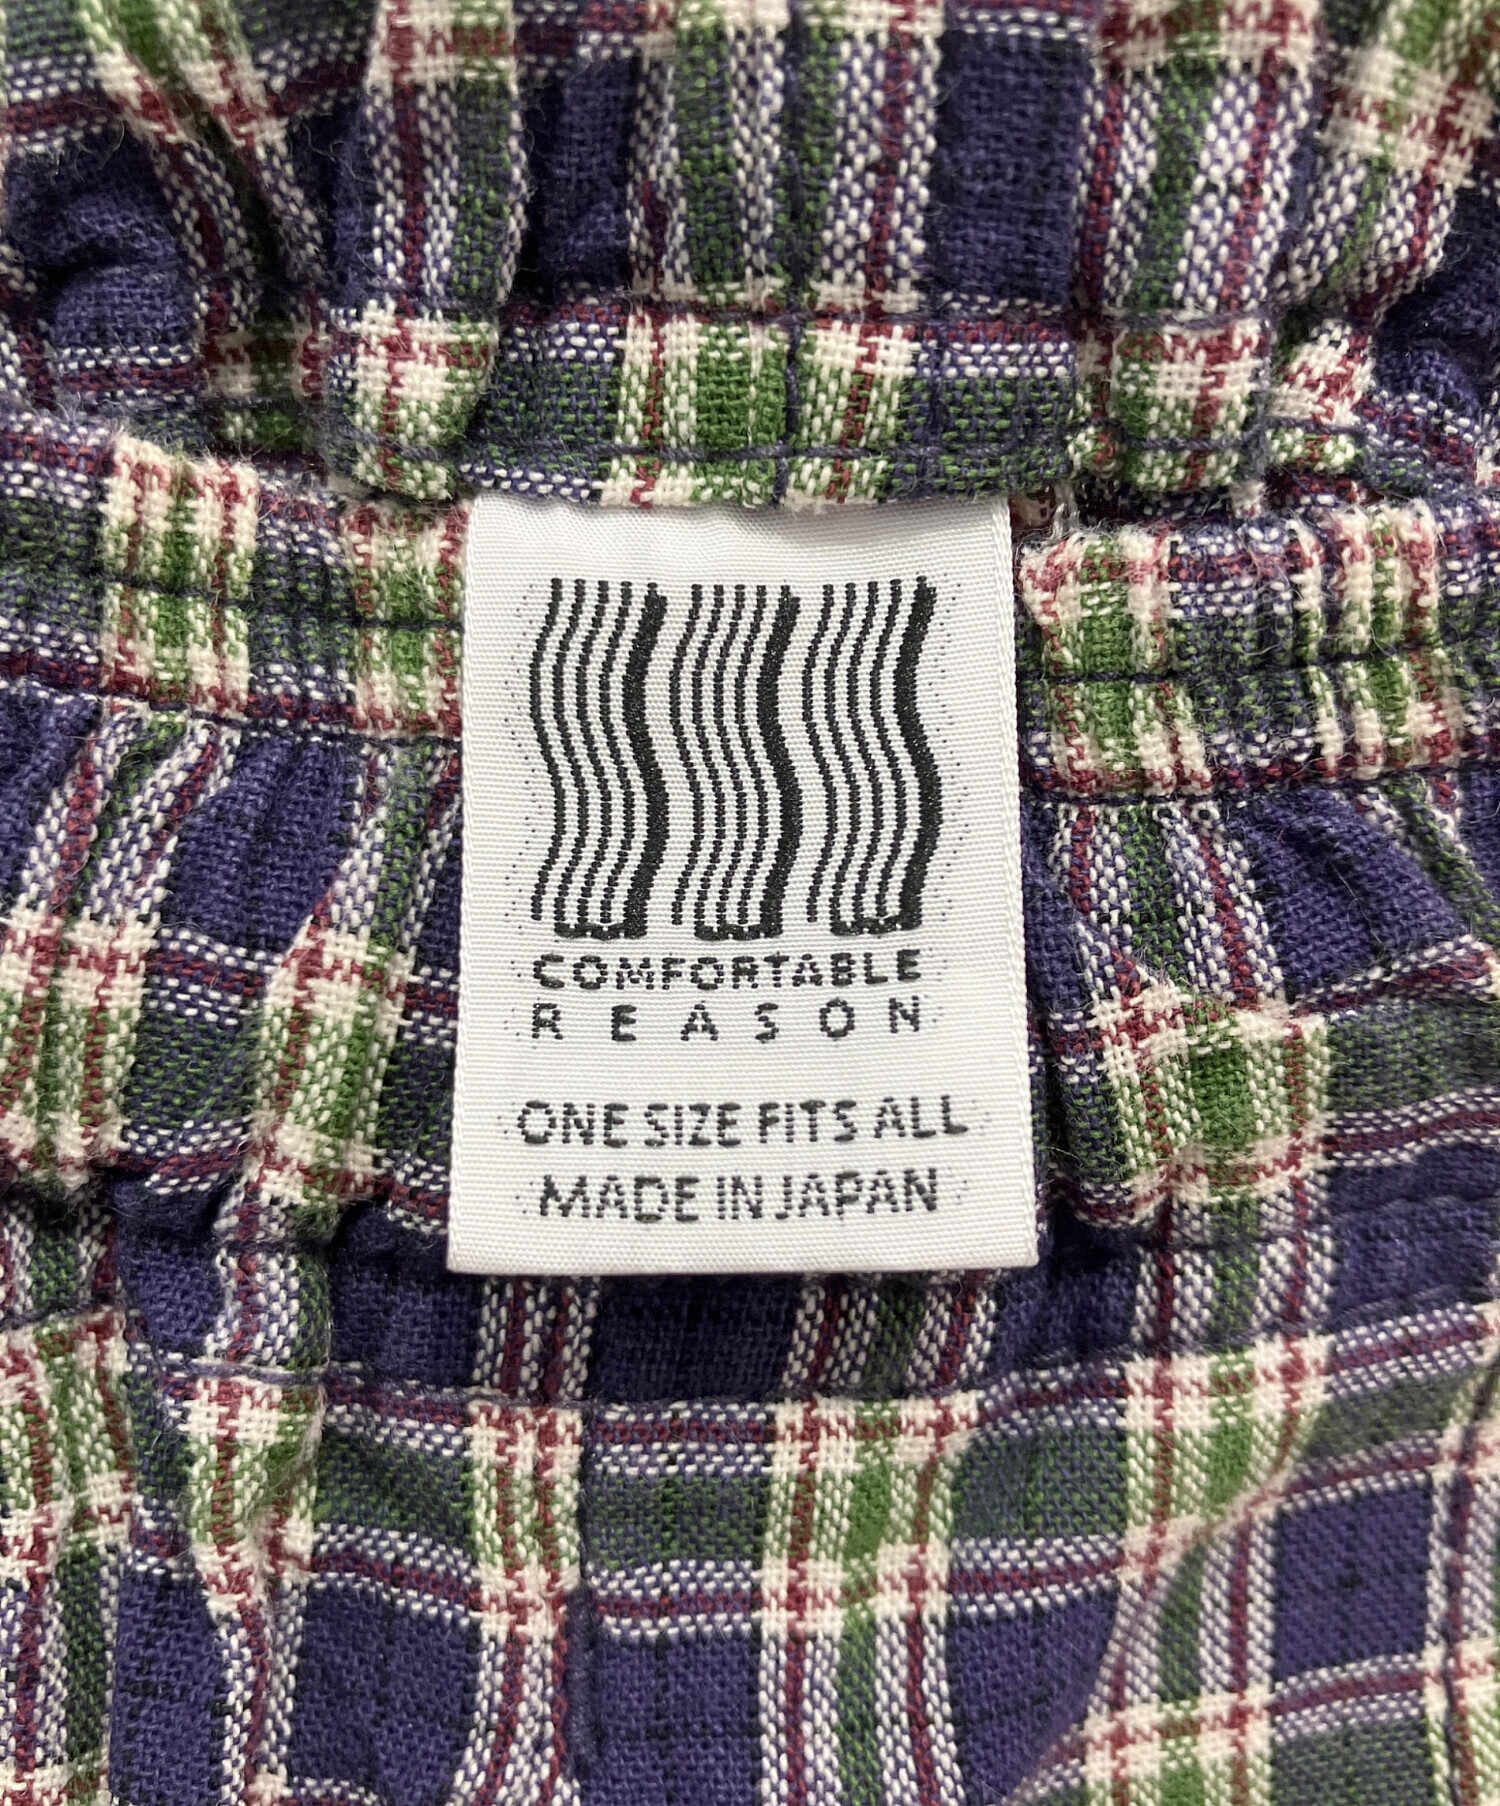 COMFORTABLE
REASON
ONE SIZE FITS ALL
MADE IN JAPAN